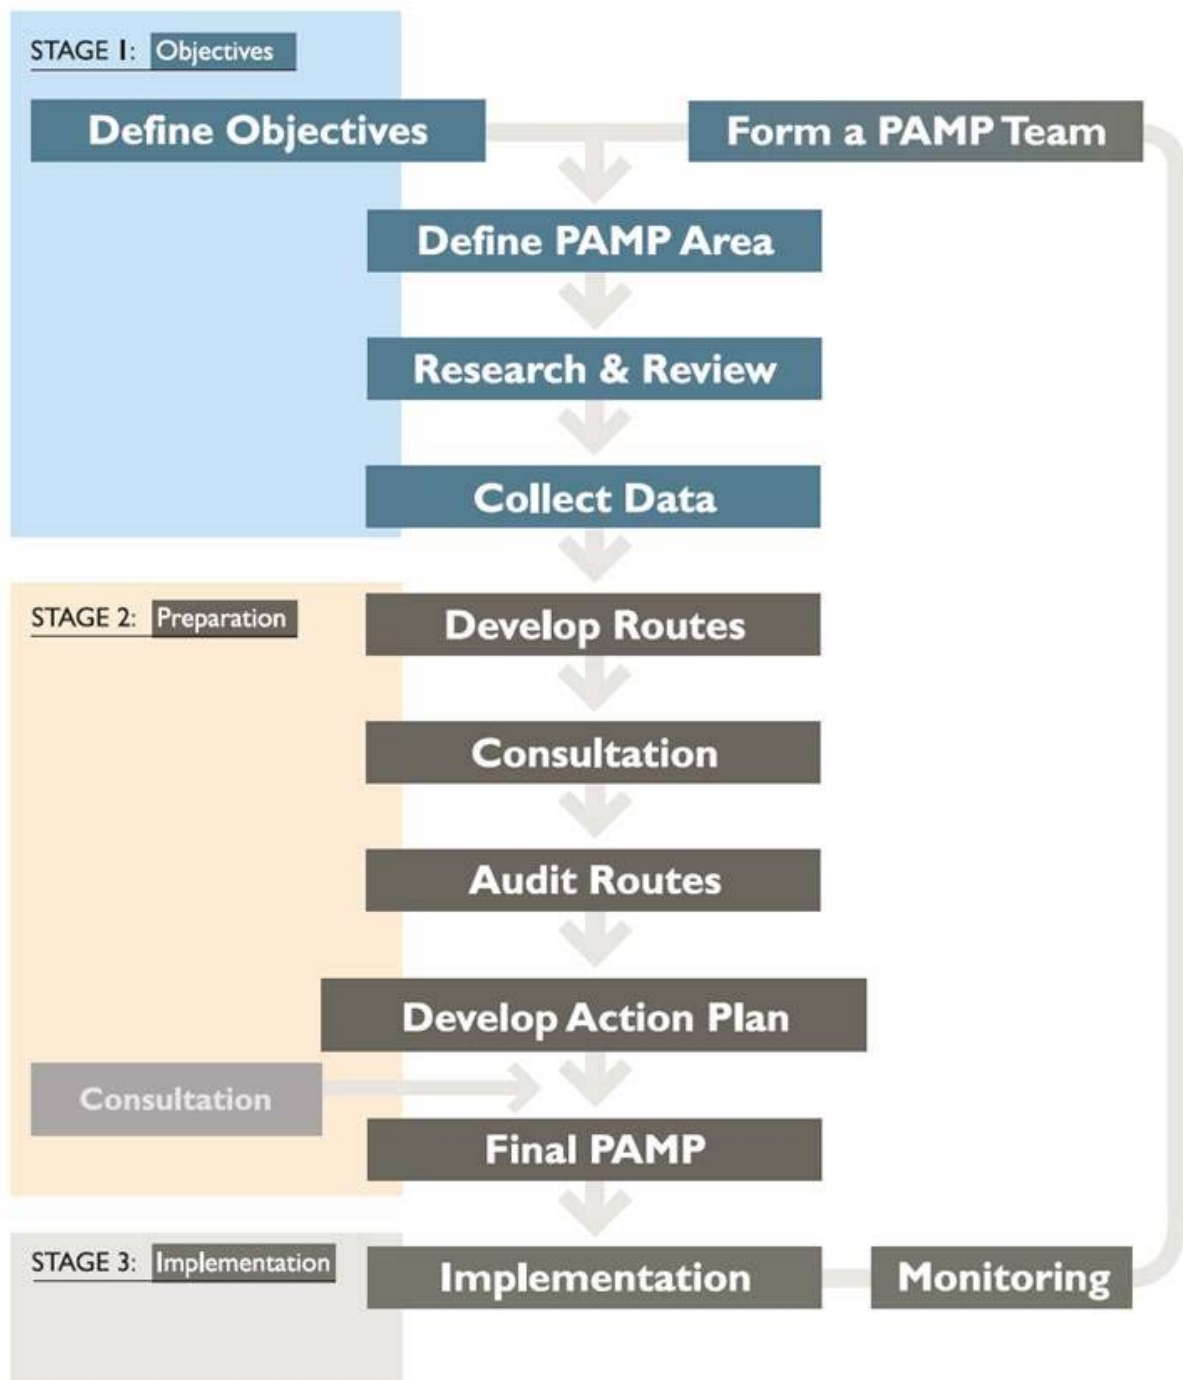 STAGE 1: Objectives
Define Objectives
Form a PAMP Team
Define PAMP Area
Research & Review
Collect Data
STAGE 2: Preparation
Develop Routes
Consultation
Audit Routes
Develop Action Plan
Consultation
Final PAMP
STAGE 3: Implementation
Implementation
Monitoring